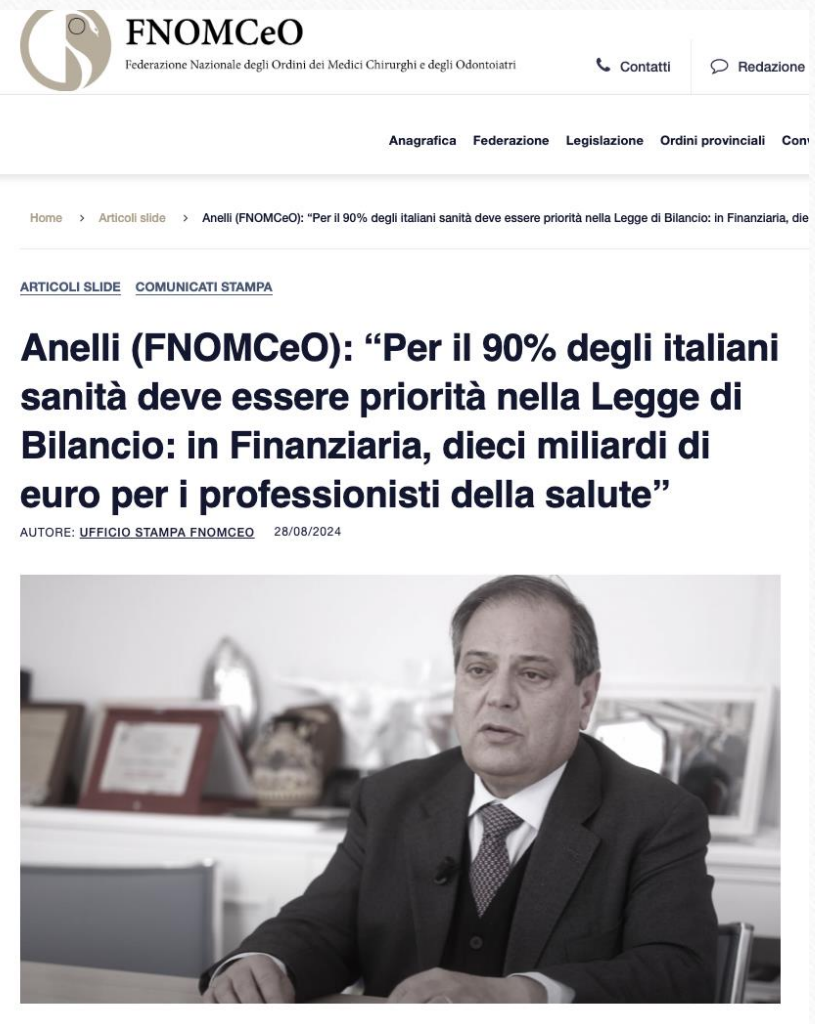 FNOMCeO
Federazione Nazionale degli Ordini dei Medici Chirurghi e degli Odontoiatri
Contatti
Redazione
Anagrafica Federazione Legislazione Ordini provinciali Con
Home > Articoli slide > Anelli (FNOMCeO): “Per il 90% degli italiani sanità deve essere priorità nella Legge di Bilancio: in Finanziaria, die
ARTICOLI SLIDE COMUNICATI STAMPA
Anelli (FNOMCeO): “Per il 90% degli italiani
sanità deve essere priorità nella Legge di
Bilancio: in Finanziaria, dieci miliardi di
euro per i professionisti della salute”
AUTORE: UFFICIO STAMPA FNOMCEO 28/08/2024